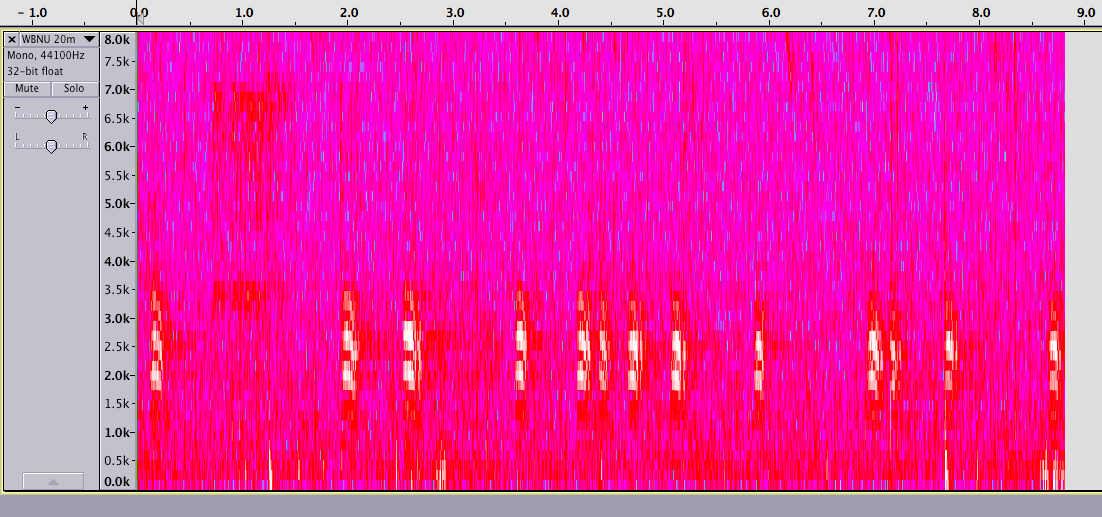 - 1.0 0.0 1.0 2.0 3.0 4.0 5.0 6.0 7.0 8.0 9.0
× WBNU 20m ▼
Mono, 44100Hz
32-bit float
Mute Solo
- +
L R
8.0k-
7.5k-
7.0k-
6.5k-
6.0k-
5.5k-
5.0k-
4.5k-
4.0k-
3.5k-
3.0k-
2.5k-
2.0k-
1.5k-
1.0k-
0.5k-
0.0k-